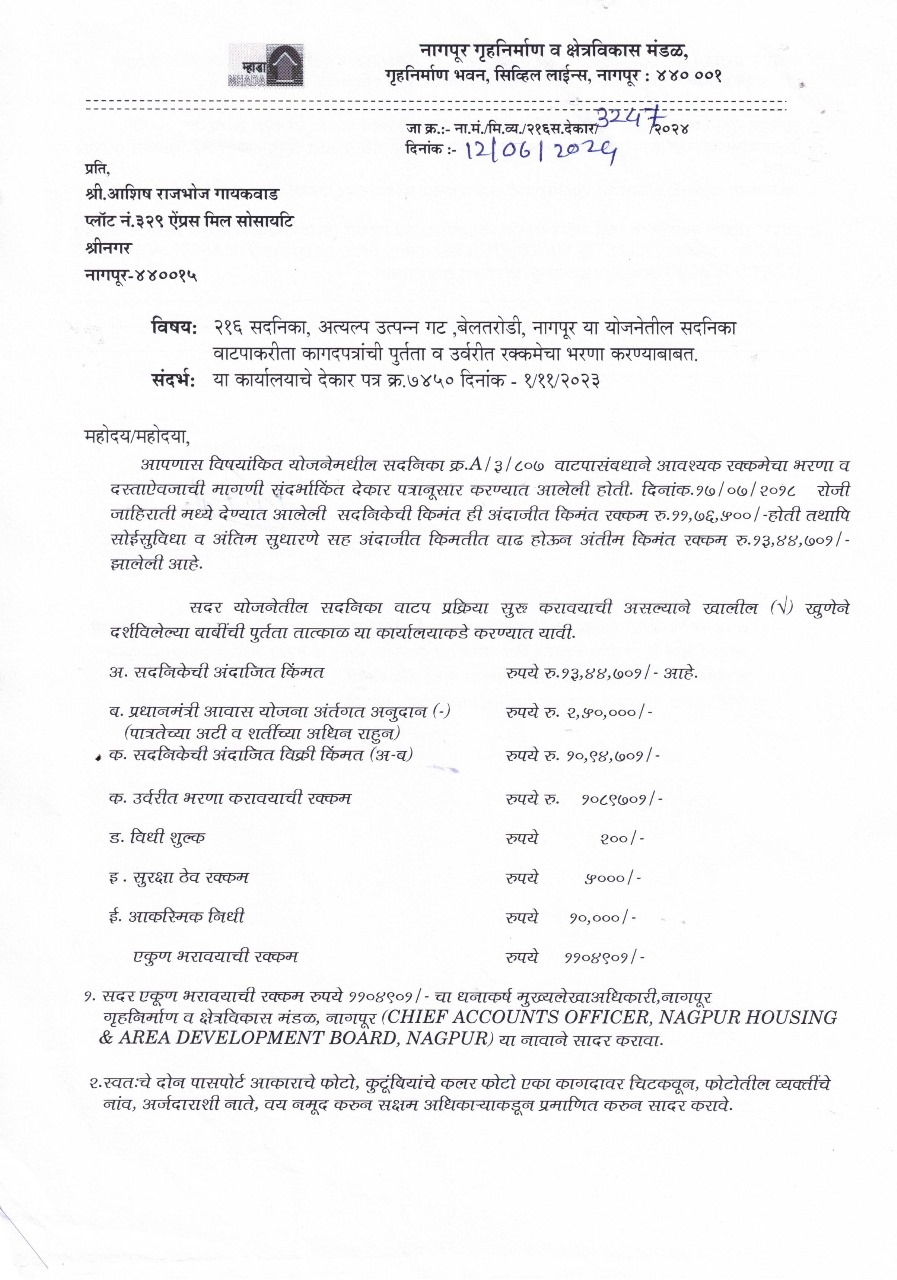 नागपूर गृहनिर्माण व क्षेत्रविकास मंडळ,
गृहनिर्माण भवन, सिव्हिल लाईन्स, नागपूर : ४४० ००१
म्हाडा
MHADA
जा क्र.:- ना.मं./मि.व्य./२१६स.देकार/3247/२०२४
दिनांक :- 12/06/2024
प्रति,
श्री.आशिष राजभोज गायकवाड
प्लॉट नं.३२९ ऐंप्रस मिल सोसायटि
श्रीनगर
नागपूर-४४००१५
विषय: २१६ सदनिका, अत्यल्प उत्पन्न गट ,बेलतरोडी, नागपूर या योजनेतील सदनिका
वाटपाकरीता कागदपत्रांची पुर्तता व उर्वरीत रक्कमेचा भरणा करण्याबाबत.
संदर्भ: या कार्यालयाचे देकार पत्र क्र.७४५० दिनांक - १/११/२०२३
महोदय/महोदया,
आपणास विषयांकित योजनेमधील सदनिका क्र.A/३/८०७ वाटपासंबधाने आवश्यक रक्कमेचा भरणा व
दस्ताऐवजाची मागणी सुंदर्भाकिंत देकार पत्रानूसार करण्यात आलेली होती. दिनांक.१७/०७/२०१८ रोजी
जाहिराती मध्ये देण्यात आलेली सदनिकेची किमंत ही अंदाजीत किमंत रक्कम रु.११,७६,५००/-होती तथापि
सोईसुविधा व अंतिम सुधारणे सह अंदाजीत किमतीत वाढ होऊन अंतीम किमंत रक्कम रु.१३,४४,७०१/-
झालेली आहे.
सदर योजनेतील सदनिका वाटप प्रक्रिया सुरु करावयाची असल्याने खालील (√) खुणेने
दर्शविलेल्या बाबींची पुर्तता तात्काळ या कार्यालयाकडे करण्यात यावी.
अ. सदनिकेची अंदाजित किंमत रुपये रु.१३,४४,७०१/- आहे.
ब. प्रधानमंत्री आवास योजना अंर्तगत अनुदान (-) रुपये रु. २,५०,०००/-
(पात्रतेच्या अटी व शर्तीच्या अधिन राहुन)
क. सदनिकेची अंदाजित विक्री किंमत (अ-ब) रुपये रु. १०,९४,७०१/-
क. उर्वरीत भरणा करावयाची रक्कम रुपये रु. १०८९७०१/-
ड. विधी शुल्क रुपये २००/-
इ . सुरक्षा ठेव रक्कम रुपये ५०००/-
ई. आकस्मिक निधी रुपये १०,०००/-
एकुण भरावयाची रक्कम रुपये ११०४९०१/-
१. सदर एकूण भरावयाची रक्कम रुपये ११०४९०१/- चा धनाकर्ष मुख्यलेखाअधिकारी,नागपूर
गृहनिर्माण व क्षेत्रविकास मंडळ, नागपूर (CHIEF ACCOUNTS OFFICER, NAGPUR HOUSING
& AREA DEVELOPMENT BOARD, NAGPUR) या नावाने सादर करावा.
२.स्वतःचे दोन पासपोर्ट आकाराचे फोटो, कुटूंबियांचे कलर फोटो एका कागदावर चिटकवून, फोटोतील व्यक्तींचे
नांव, अर्जदाराशी नाते, वय नमूद करुन सक्षम अधिकाऱ्याकडून प्रमाणित करुन सादर करावे.